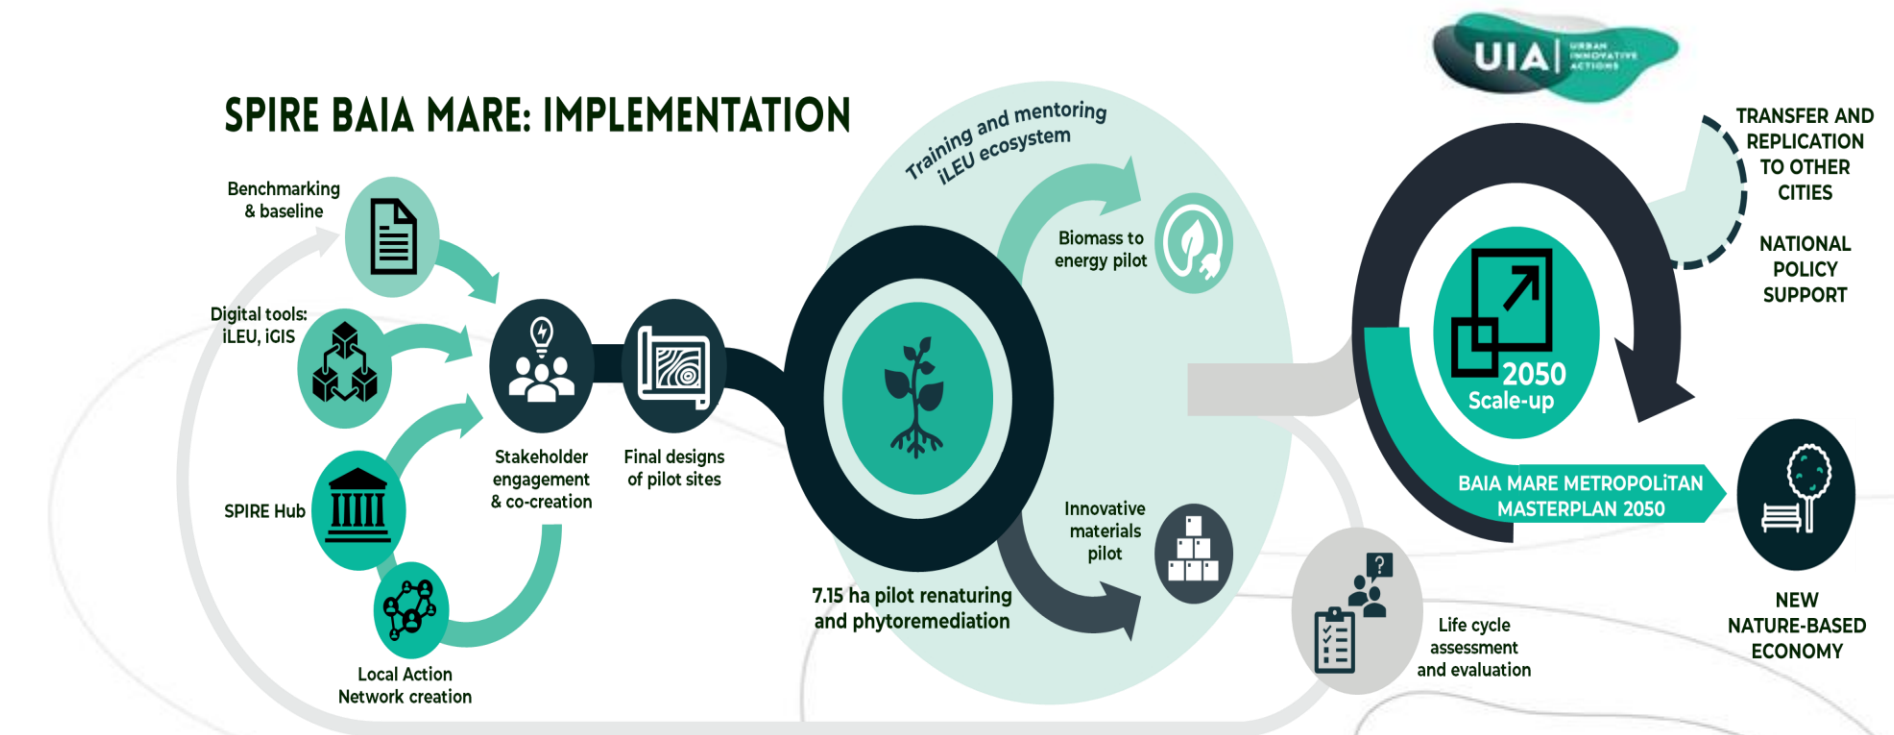 UIA
URBAN
INNOVATIVE
ACTIONS
SPIRE BAIA MARE: IMPLEMENTATION
Benchmarking
& baseline
Digital tools:
iLEU, iGIS
SPIRE Hub
Local Action
Network creation
Stakeholder
engagement
& co-creation
Final designs
of pilot sites
Training and mentoring
iLEU ecosystem
Biomass to
energy pilot
Innovative
materials
pilot
7.15 ha pilot renaturing
and phytoremediation
2050
Scale-up
BAIA MARE METROPOLiTAN
MASTERPLAN 2050
TRANSFER AND
REPLICATION
TO OTHER
CITIES
NATIONAL
POLICY
SUPPORT
NEW
NATURE-BASED
ECONOMY
?
Life cycle
assessment
and evaluation